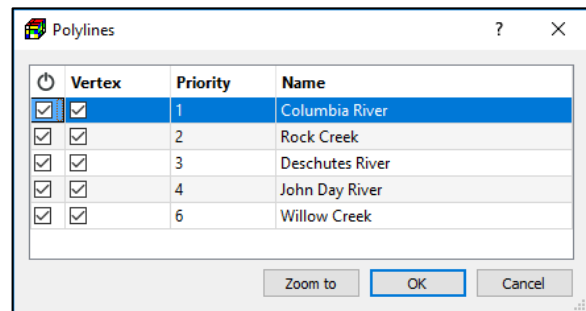 Polylines ?
Vertex Priority Name
1 Columbia River
2 Rock Creek
3 Deschutes River
4 John Day River
6 Willow Creek
Zoom to OK Cancel